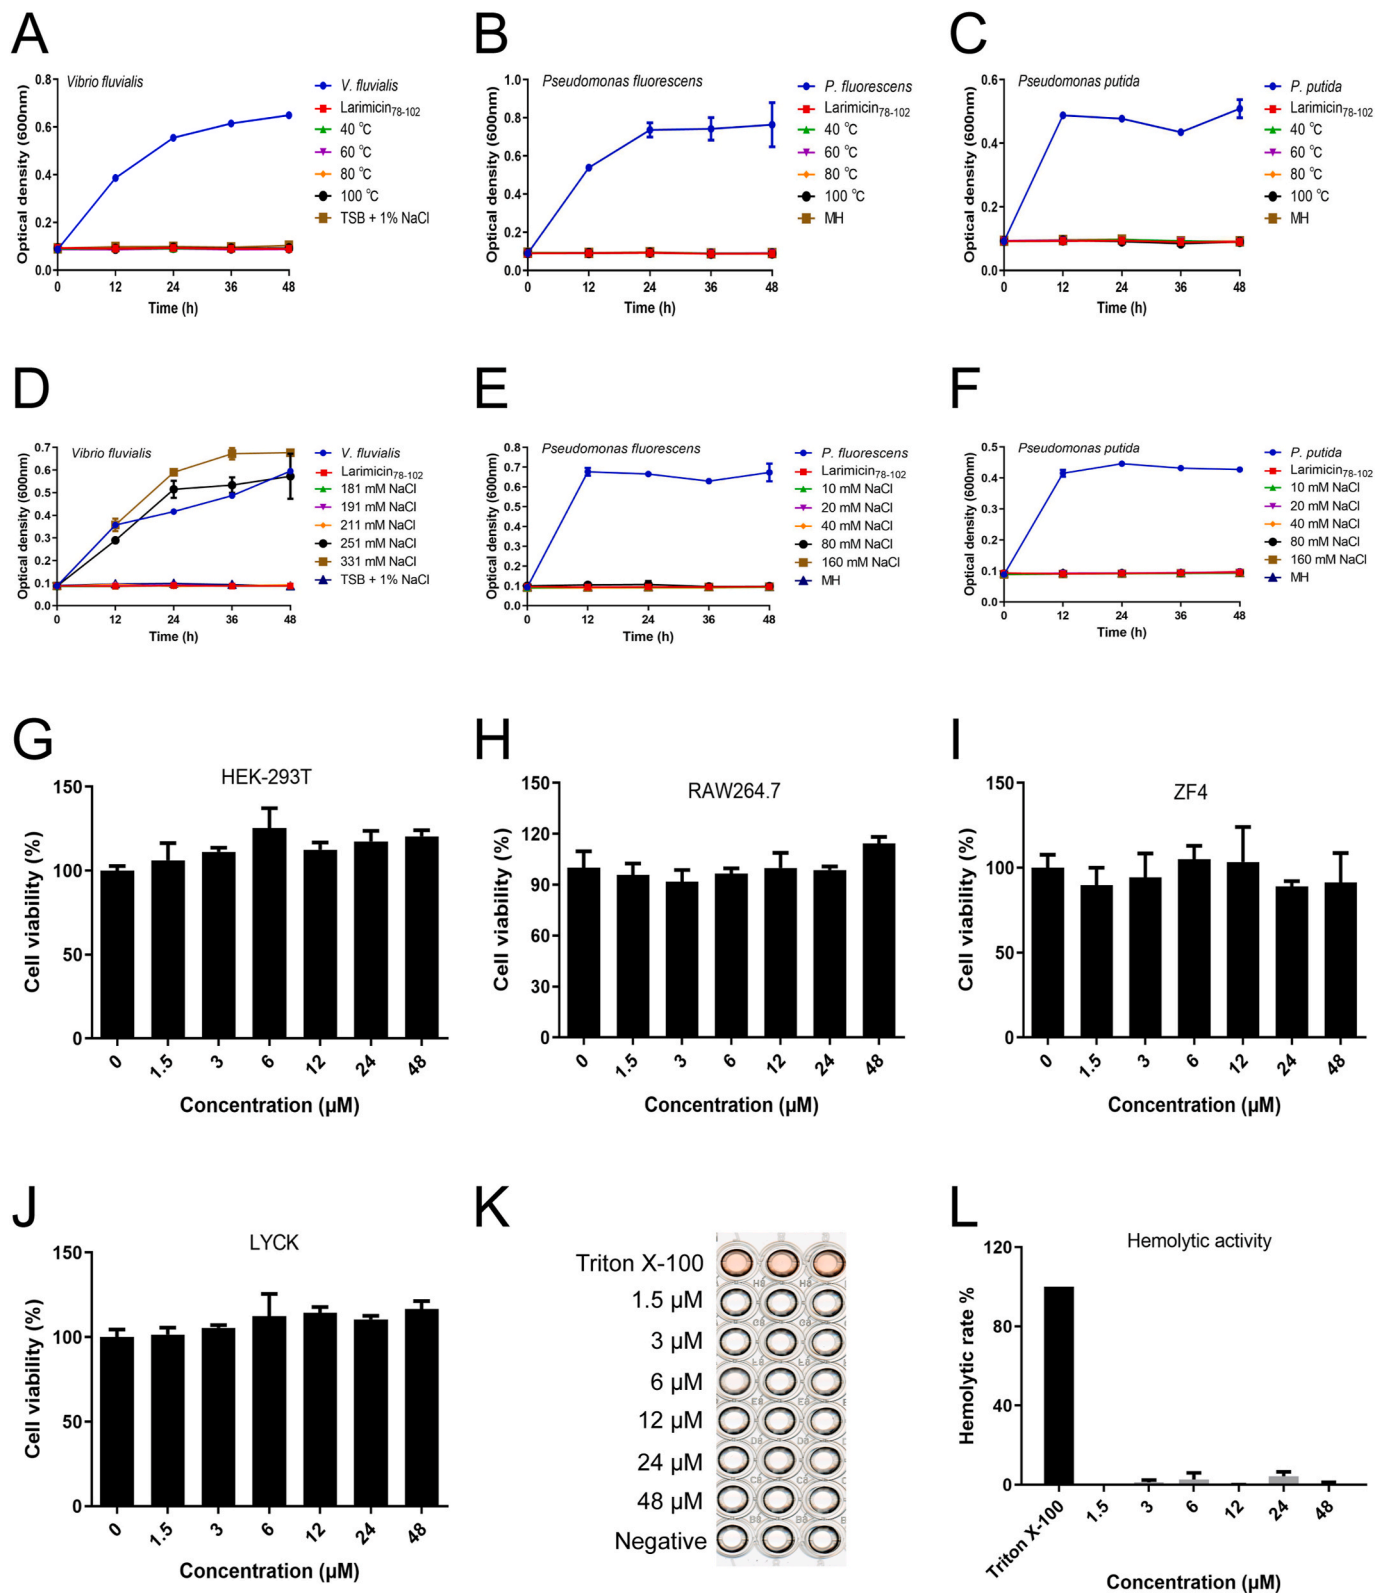 A
Vibrio fluvialis
Optical density (600nm)
0.8
0.6
0.4
0.2
0.0
0 12 24 36 48
Time (h)
V. fluvialis
Larimicin78-102
40 °C
60 °C
80 °C
100 °C
TSB + 1% NaCl
B
Pseudomonas fluorescens
Optical density (600nm)
1.0
0.8
0.6
0.4
0.2
0.0
0 12 24 36 48
Time (h)
P. fluorescens
Larimicin78-102
40 °C
60 °C
80 °C
100 °C
MH
C
Pseudomonas putida
Optical density (600nm)
0.6
0.4
0.2
0.0
0 12 24 36 48
Time (h)
P. putida
Larimicin78-102
40 °C
60 °C
80 °C
100 °C
MH
D
Vibrio fluvialis
Optical density (600nm)
0.7
0.6
0.5
0.4
0.3
0.2
0.1
0.0
0 12 24 36 48
Time (h)
V. fluvialis
Larimicin78-102
181 mM NaCl
191 mM NaCl
211 mM NaCl
251 mM NaCl
331 mM NaCl
TSB + 1% NaCl
E
Pseudomonas fluorescens
Optical density (600nm)
0.8
0.7
0.6
0.5
0.4
0.3
0.2
0.1
0.0
0 12 24 36 48
Time (h)
P. fluorescens
Larimicin78-102
10 mM NaCl
20 mM NaCl
40 mM NaCl
80 mM NaCl
160 mM NaCl
MH
F
Pseudomonas putida
Optical density (600nm)
0.5
0.4
0.3
0.2
0.1
0.0
0 12 24 36 48
Time (h)
P. putida
Larimicin78-102
10 mM NaCl
20 mM NaCl
40 mM NaCl
80 mM NaCl
160 mM NaCl
MH
G
HEK-293T
Cell viability (%)
150
100
50
0
0 1.5 3 6 12 24 48
Concentration (µM)
H
RAW264.7
Cell viability (%)
150
120
90
60
30
0
0 1.5 3 6 12 24 48
Concentration (µM)
I
ZF4
Cell viability (%)
150
100
50
0
0 1.5 3 6 12 24 48
Concentration (µM)
J
LYCK
Cell viability (%)
150
100
50
0
0 1.5 3 6 12 24 48
Concentration (µM)
K
Triton X-100
1.5 µM
3 µM
6 µM
12 µM
24 µM
48 µM
Negative
L
Hemolytic activity
Hemolytic rate %
120
80
40
0
Triton X-100 1.5 3 6 12 24 48
Concentration (µM)